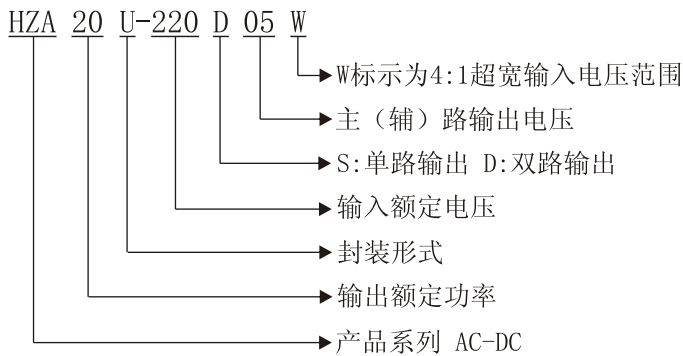 HZA 20 U-220 D 05 W
W标示为4:1超宽输入电压范围
主（辅）路输出电压
S:单路输出 D:双路输出
输入额定电压
封装形式
输出额定功率
产品系列 AC-DC